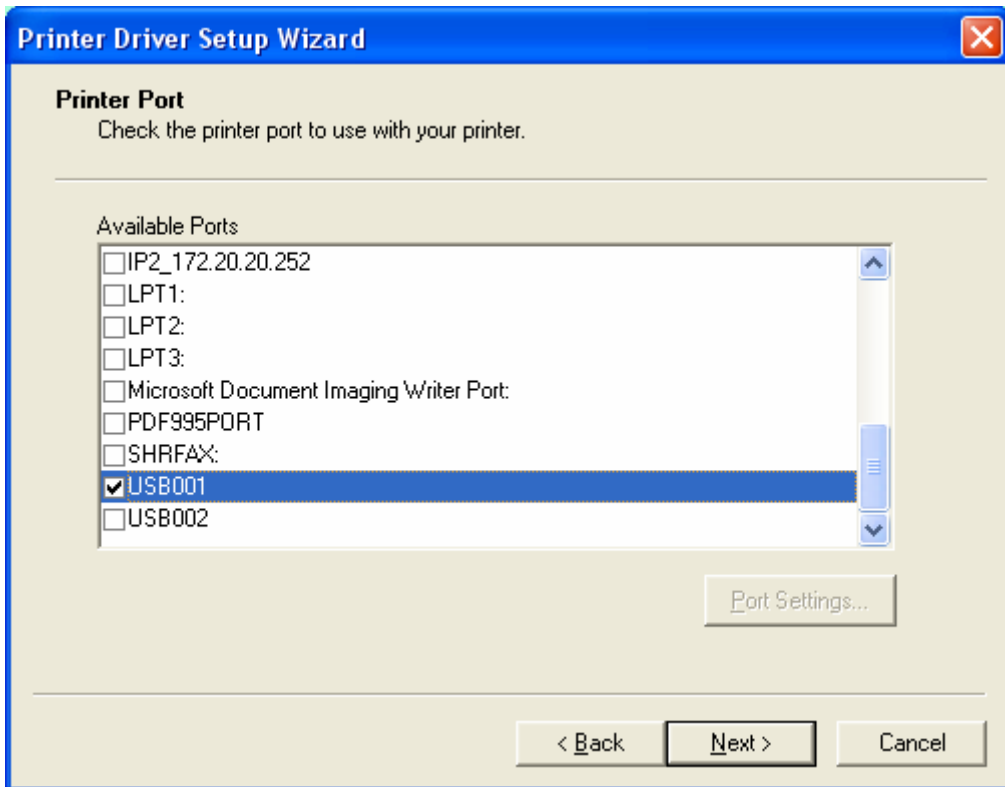 Printer Driver Setup Wizard
Printer Port
Check the printer port to use with your printer.
Available Ports
IP2_172.20.20.252
LPT1:
LPT2:
LPT3:
Microsoft Document Imaging Writer Port:
PDF995PORT
SHRFAX:
USB001
USB002
Port Settings...
< Back Next > Cancel